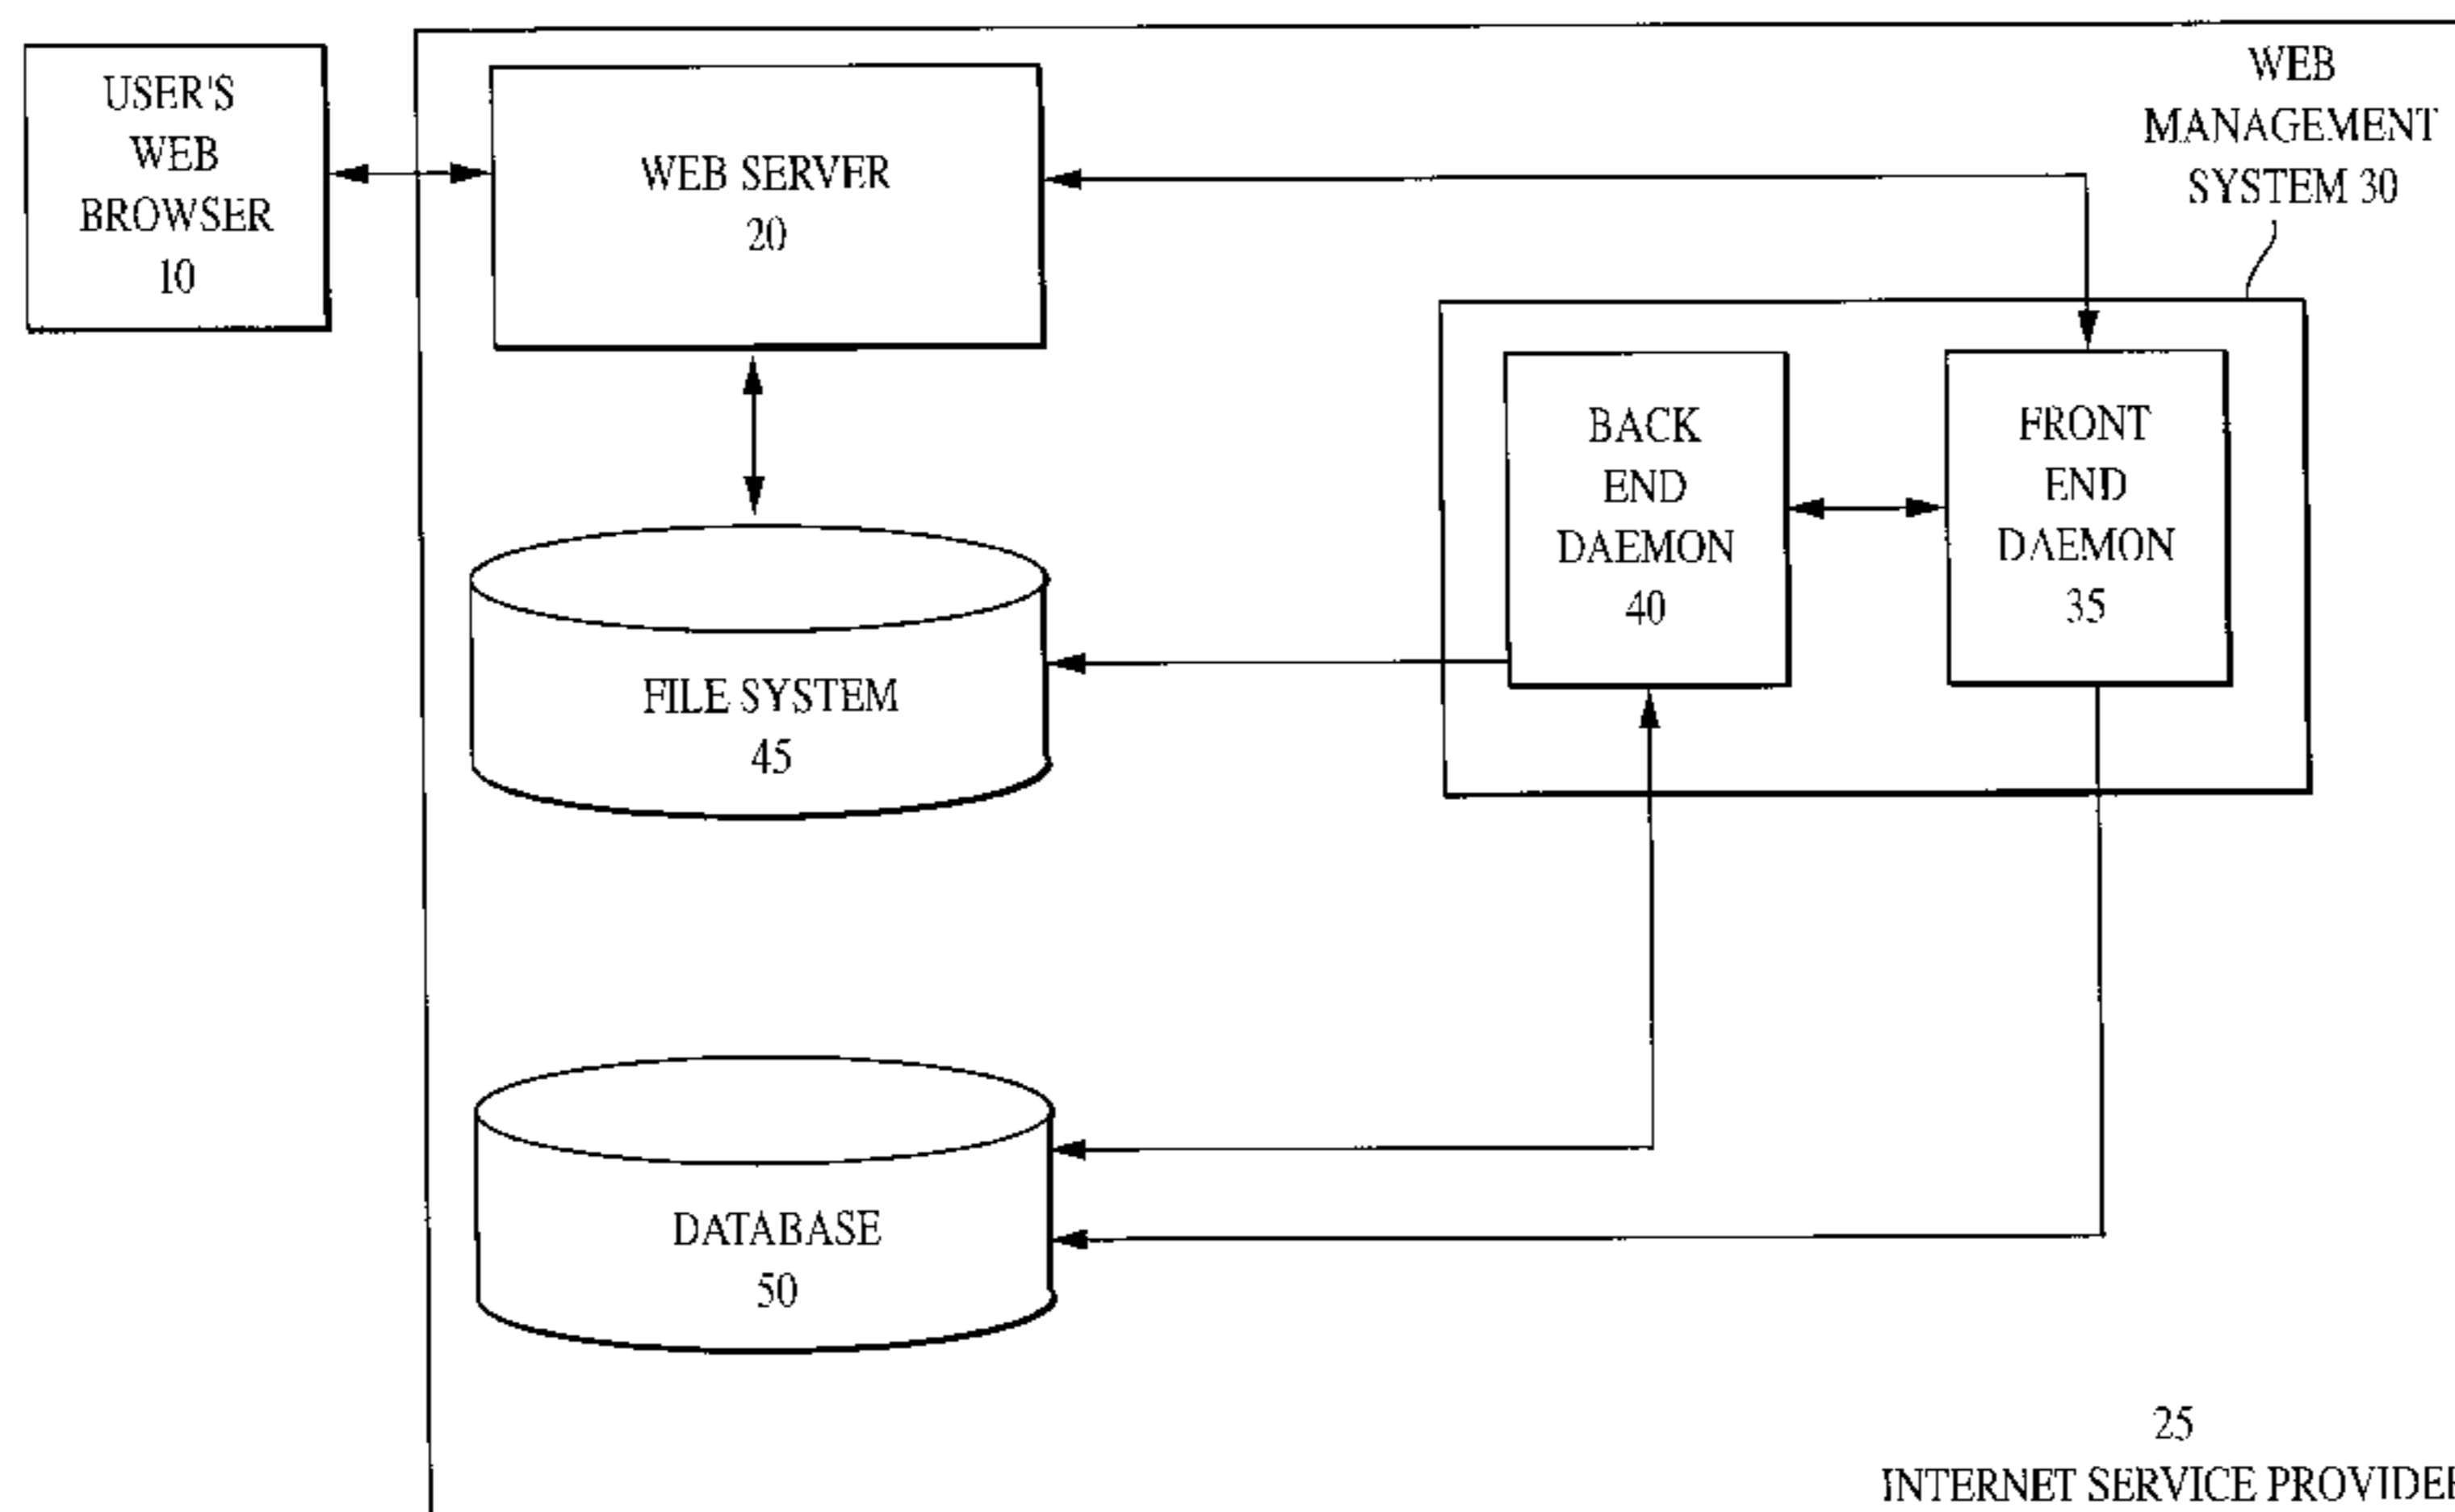 USER'S
WEB
BROWSER
10
WEB SERVER
20
WEB
MANAGEMENT
SYSTEM 30
BACK
END
DAEMON
40
FRONT
END
DAEMON
35
FILE SYSTEM
45
DATABASE
50
25
INTERNET SERVICE PROVIDER